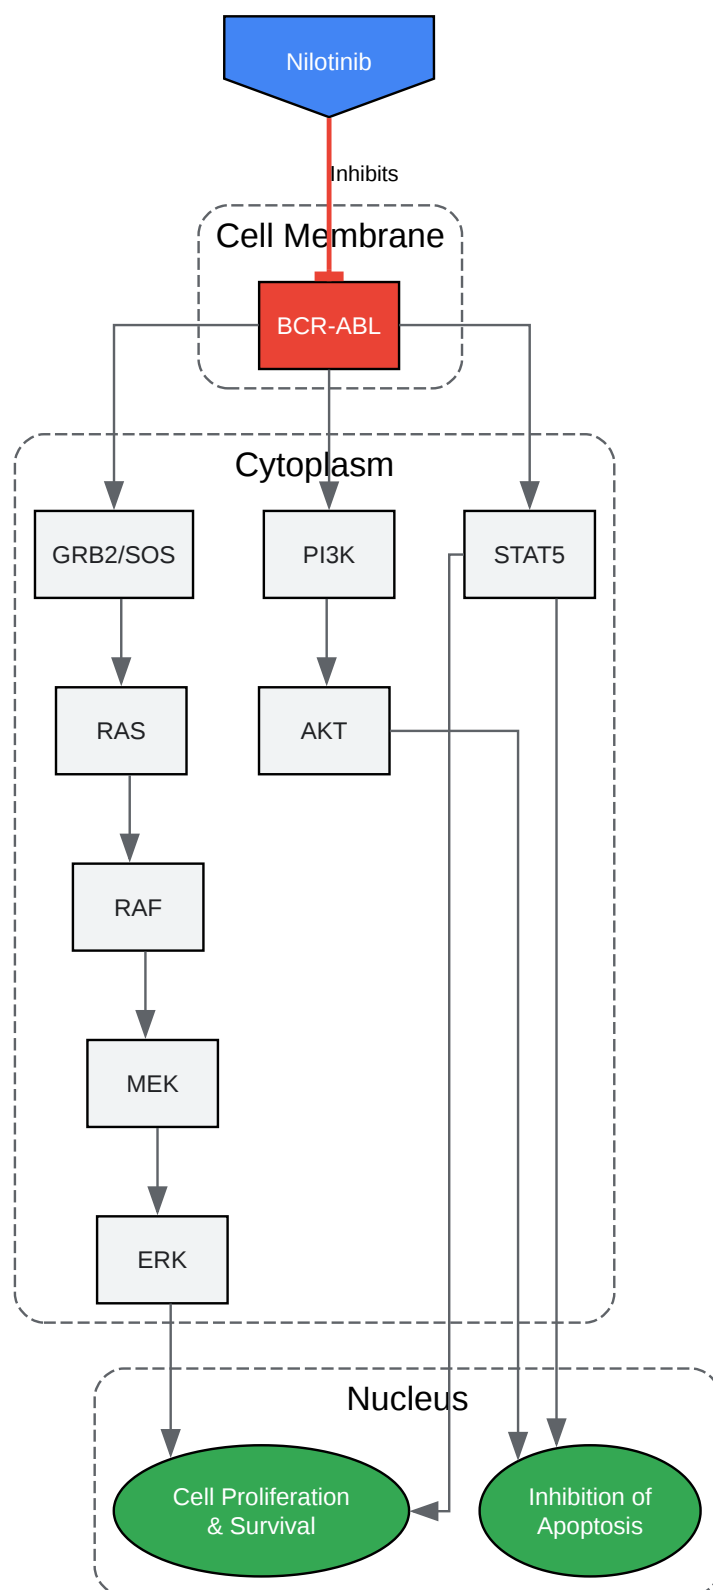 Nilotinib
Inhibits
Cell Membrane
BCR-ABL
Cytoplasm
GRB2/SOS
PI3K
STAT5
RAS
AKT
RAF
MEK
ERK
Nucleus
Cell Proliferation
& Survival
Inhibition of
Apoptosis